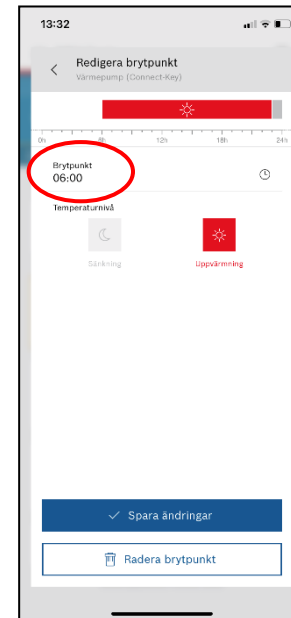 13:32
Redigera brytpunkt
Värmepump (Connect-Key)
0h 6h 12h 18h 24h
Brytpunkt
06:00
Temperaturnivå
Sänkning Uppvärmning
Spara ändringar
Radera brytpunkt